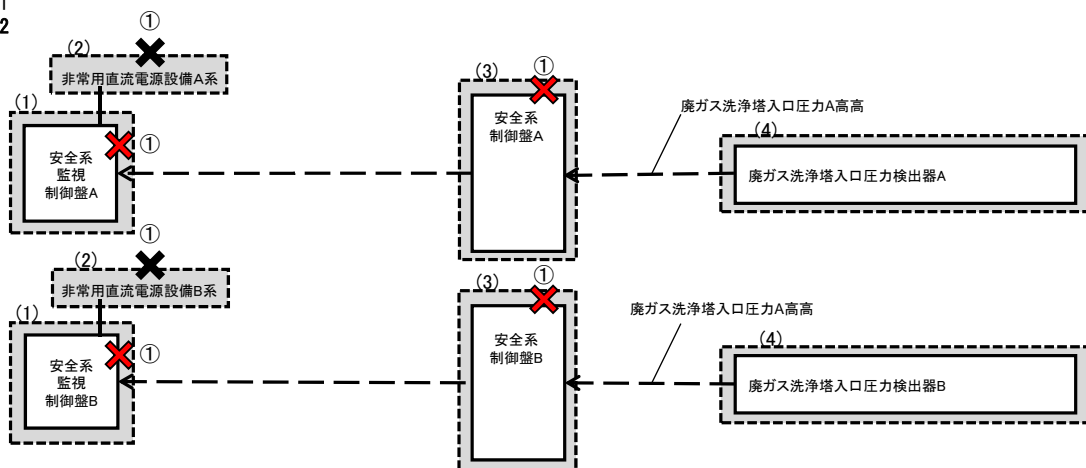 2
①
(2)
非常用直流電源設備A系
(1)
①
安全系
監視
制御盤A
(3)
①
安全系
制御盤A
廃ガス洗浄塔入口圧力A高高
(4)
廃ガス洗浄塔入口圧力検出器A
①
(2)
非常用直流電源設備B系
(1)
①
安全系
監視
制御盤B
(3)
①
安全系
制御盤B
廃ガス洗浄塔入口圧力A高高
(4)
廃ガス洗浄塔入口圧力検出器B